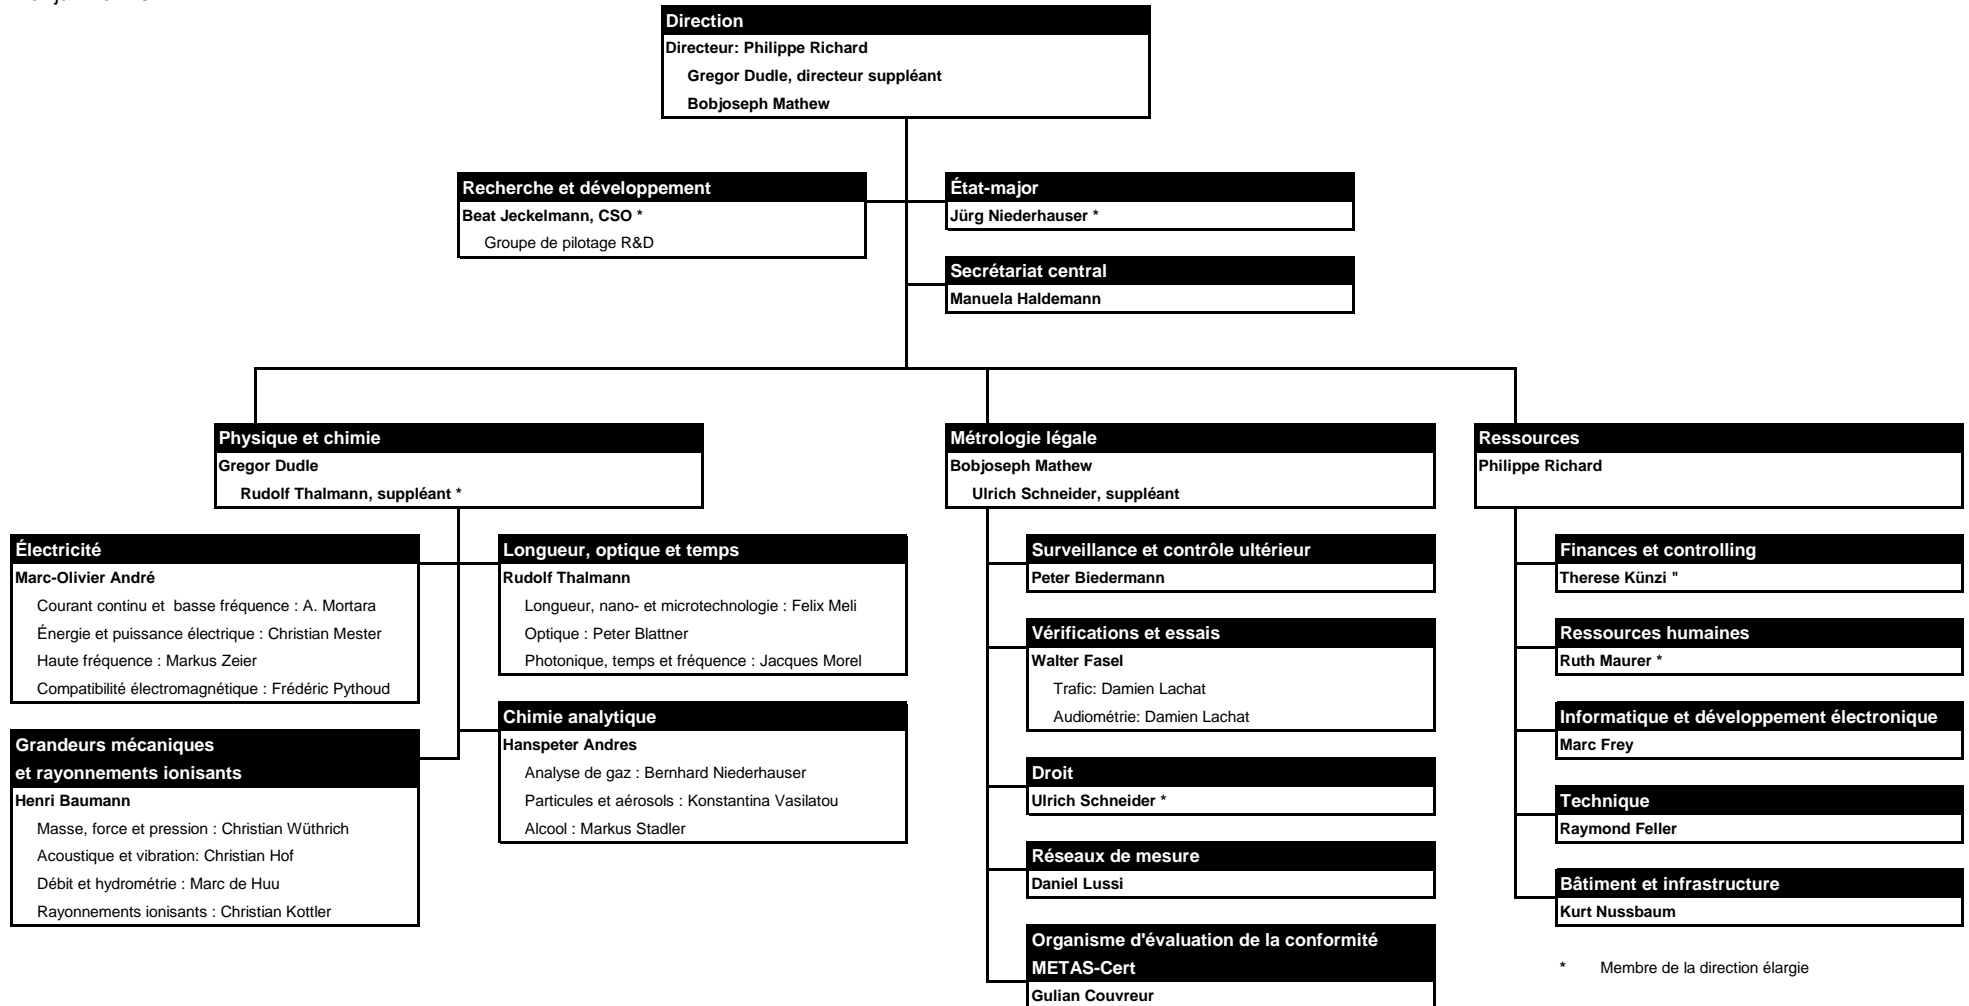 Direction
Directeur: Philippe Richard
Gregor Dudle, directeur suppléant
Bobjoseph Mathew
Recherche et développement
Beat Jeckelmann, CSO *
Groupe de pilotage R&D
État-major
Jürg Niederhauser *
Secrétariat central
Manuela Haldemann
Physique et chimie
Gregor Dudle
Rudolf Thalmann, suppléant *
Électricité
Marc-Olivier André
Courant continu et  basse fréquence : A. Mortara
Énergie et puissance électrique : Christian Mester
Haute fréquence : Markus Zeier
Compatibilité électromagnétique : Frédéric Pythoud
Grandeurs mécaniques
et rayonnements ionisants
Henri Baumann
Masse, force et pression : Christian Wüthrich
Acoustique et vibration: Christian Hof
Débit et hydrométrie : Marc de Huu
Rayonnements ionisants : Christian Kottler
Longueur, optique et temps
Rudolf Thalmann
Longueur, nano- et microtechnologie : Felix Meli
Optique : Peter Blattner
Photonique, temps et fréquence : Jacques Morel
Chimie analytique
Hanspeter Andres
Analyse de gaz : Bernhard Niederhauser
Particules et aérosols : Konstantina Vasilatou
Alcool : Markus Stadler
Métrologie légale
Bobjoseph Mathew
Ulrich Schneider, suppléant
Surveillance et contrôle ultérieur
Peter Biedermann
Vérifications et essais
Walter Fasel
Trafic: Damien Lachat
Audiométrie: Damien Lachat
Droit
Ulrich Schneider *
Réseaux de mesure
Daniel Lussi
Organisme d'évaluation de la conformité
METAS-Cert
Gulian Couvreur
Ressources
Philippe Richard
Finances et controlling
Therese Künzi "
Ressources humaines
Ruth Maurer *
Informatique et développement électronique
Marc Frey
Technique
Raymond Feller
Bâtiment et infrastructure
Kurt Nussbaum
* Membre de la direction élargie